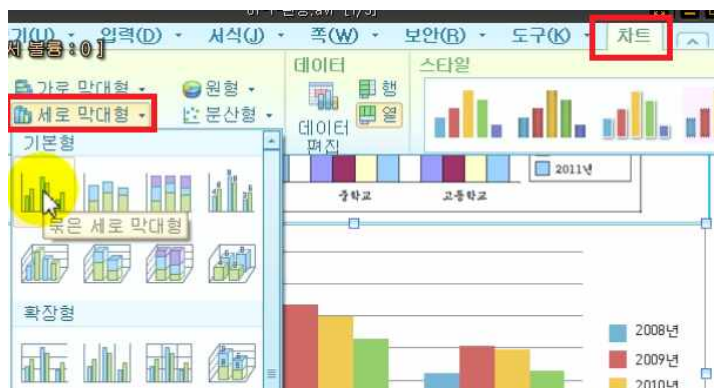 입력(D) 서식(J) 쪽(W) 보안(R) 도구(K) 차트
서 볼륨 : 0 ]
데이터 스타일
가로 막대형 원형 행
세로 막대형 분산형 열
데이터
편집
기본형
2011년
중학교 고등학교
묶은 세로 막대형
확장형
2008년
2009년
2010년